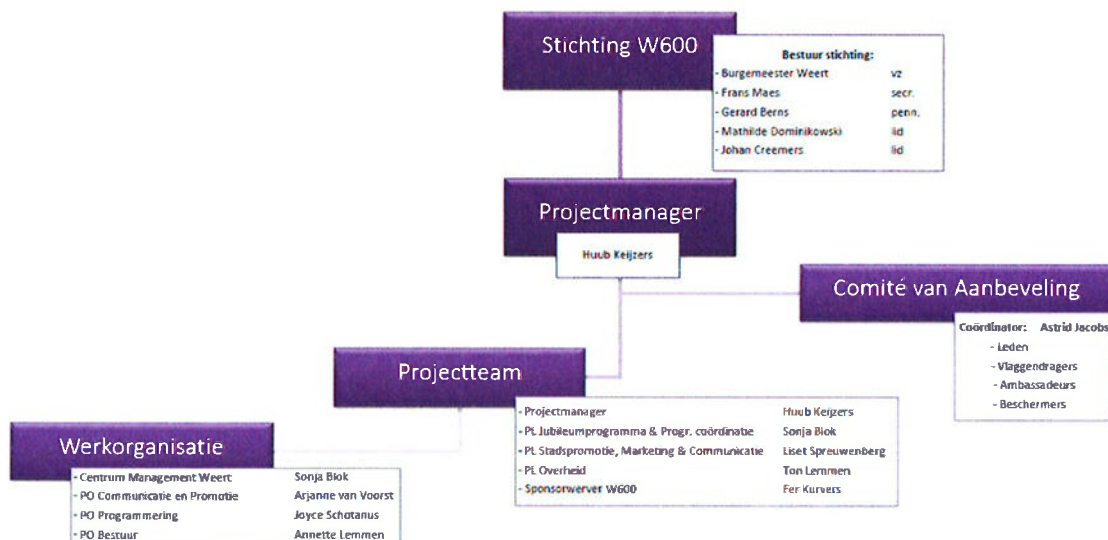 Stichting W600
Bestuur stichting:
- Burgemeester Weert vz
- Frans Maes secr.
- Gerard Berns penn.
- Mathilde Dominikowski lid
- Johan Creemers lid
Projectmanager
Huub Keijzers
Comité van Aanbeveling
Coördinator: Astrid Jacobs
- Leden
- Vlaggendragers
- Ambassadeurs
- Beschermers
Projectteam
- Projectmanager Huub Keijzers
- PL Jubileumprogramma & Progr. coördinatie Sonja Blok
- PL Stadspromotie, Marketing & Communicatie Liset Spreuwenberg
- PL Overheid Ton Lemmen
- Sponsorwerver W600 Fer Kurvers
Werkorganisatie
- Centrum Management Weert Sonja Blok
- PO Communicatie en Promotie Arjanne van Voorst
- PO Programmering Joyce Schotanus
- PO Bestuur Annette Lemmen